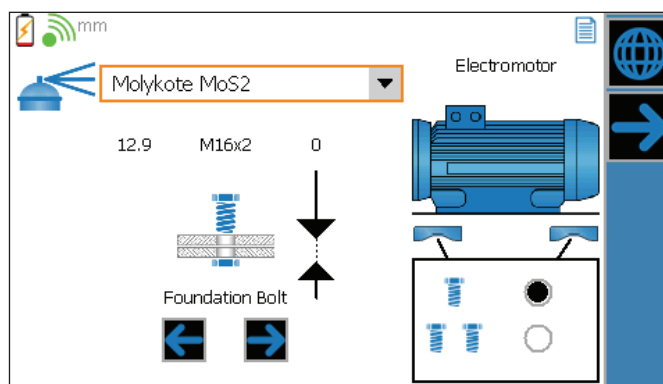 mm
Electromotor
Molykote MoS2
12.9 M16x2 0
Foundation Bolt